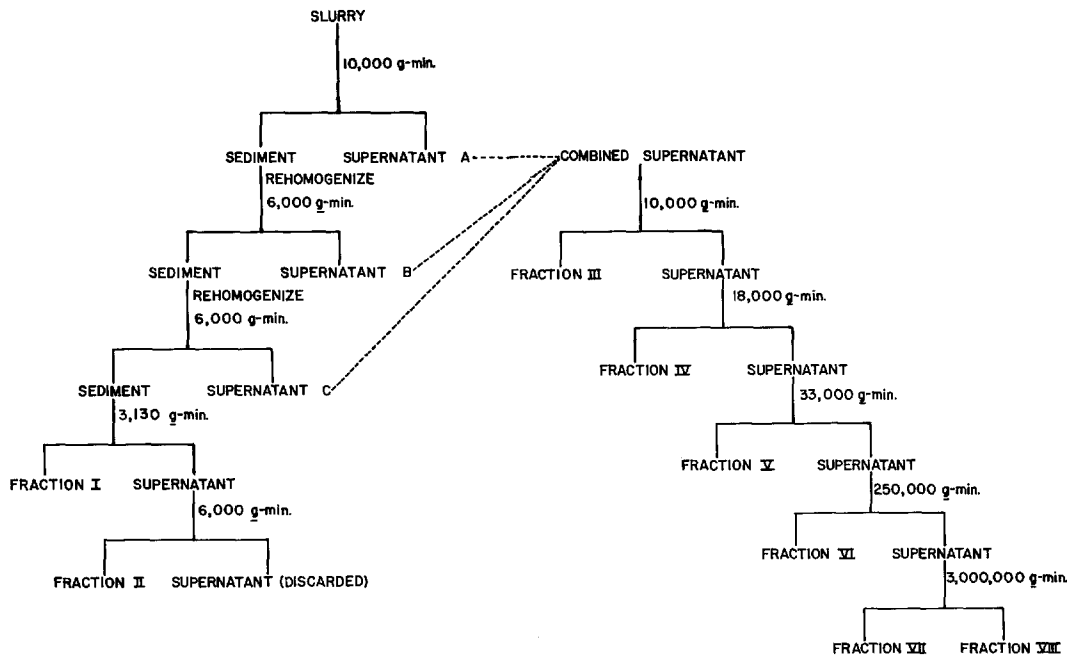 SLURRY
10,000 g-min.
SEDIMENT
SUPERNATANT A
REHOMOGENIZE
6,000 g-min.
SEDIMENT
SUPERNATANT B
REHOMOGENIZE
6,000 g-min.
SEDIMENT
SUPERNATANT C
3,130 g-min.
FRACTION I
SUPERNATANT
6,000 g-min.
FRACTION II
SUPERNATANT (DISCARDED)
COMBINED SUPERNATANT
10,000 g-min.
FRACTION III
SUPERNATANT
18,000 g-min.
FRACTION IV
SUPERNATANT
33,000 g-min.
FRACTION V
SUPERNATANT
250,000 g-min.
FRACTION VI
SUPERNATANT
3,000,000 g-min.
FRACTION VII
FRACTION VIII